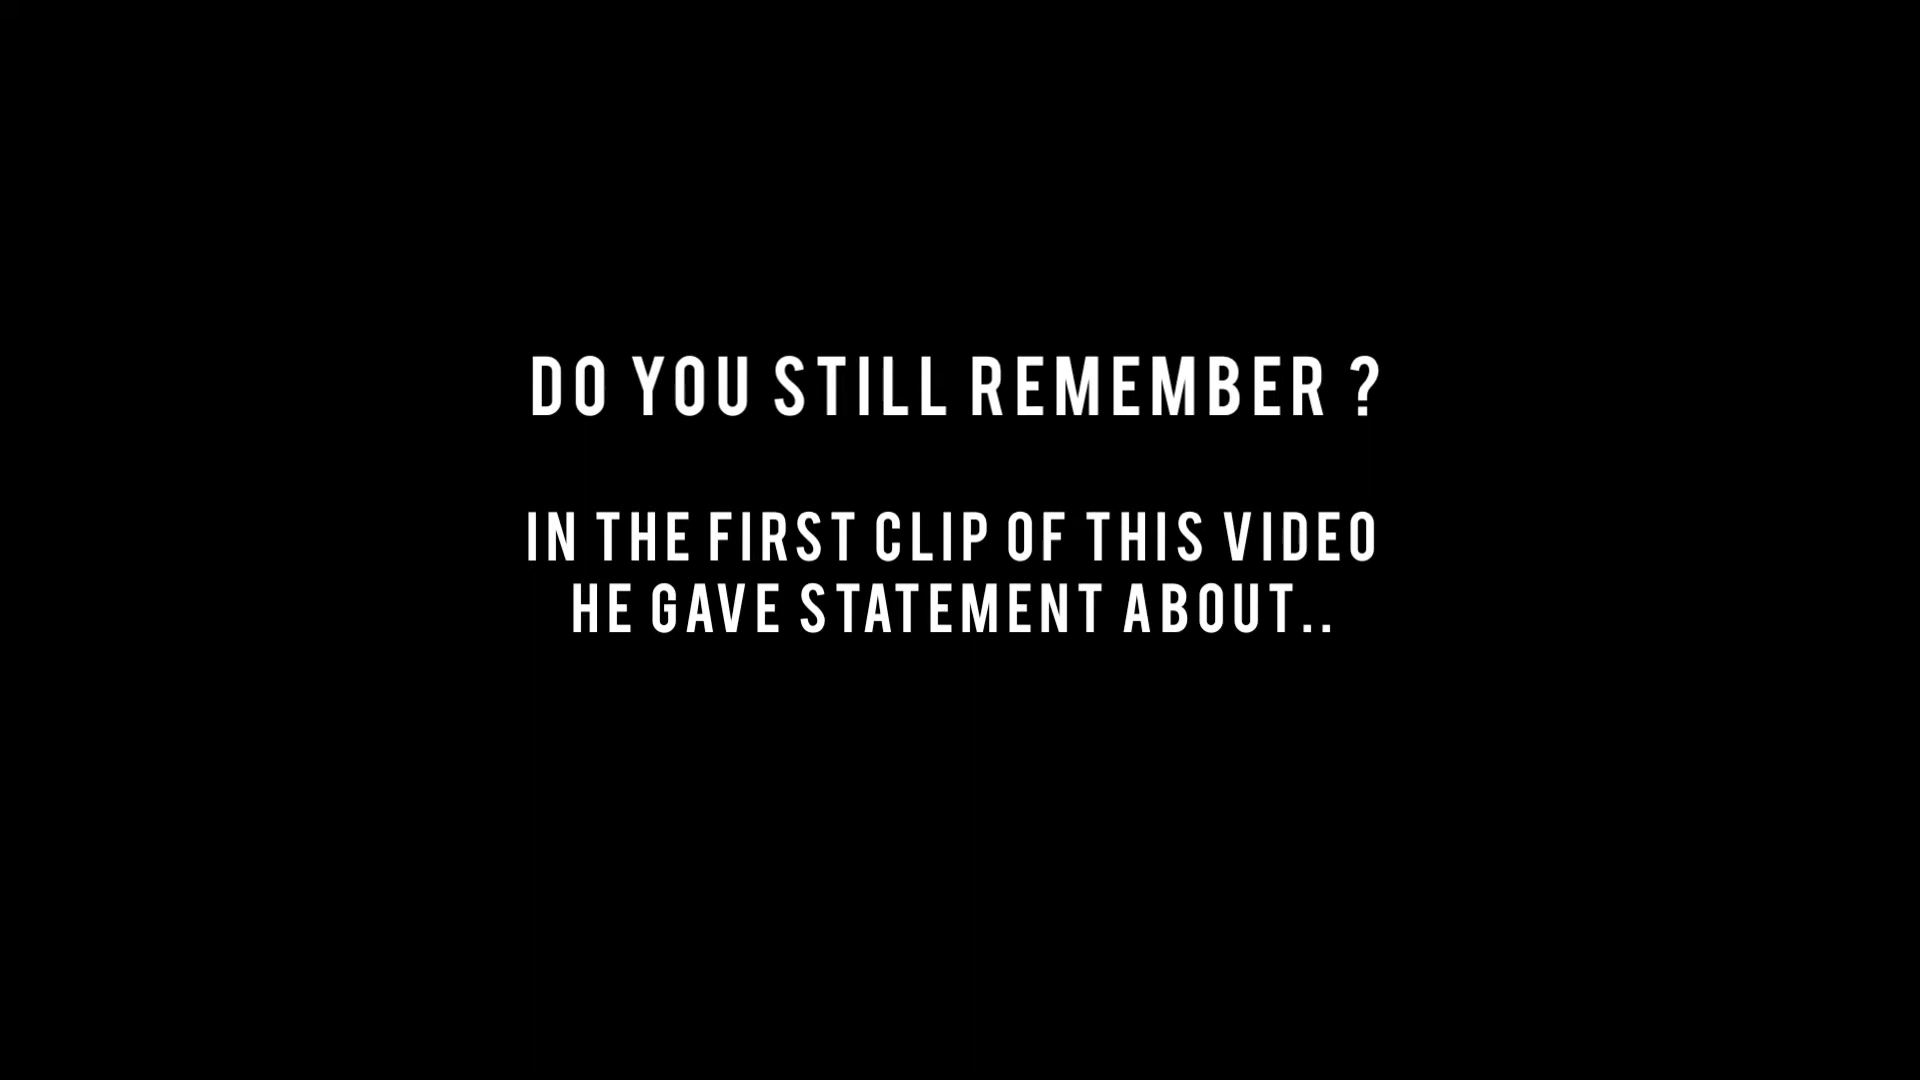 DO YOU STILL REMEMBER ?
IN THE FIRST CLIP OF THIS VIDEO
HE GAVE STATEMENT ABOUT..